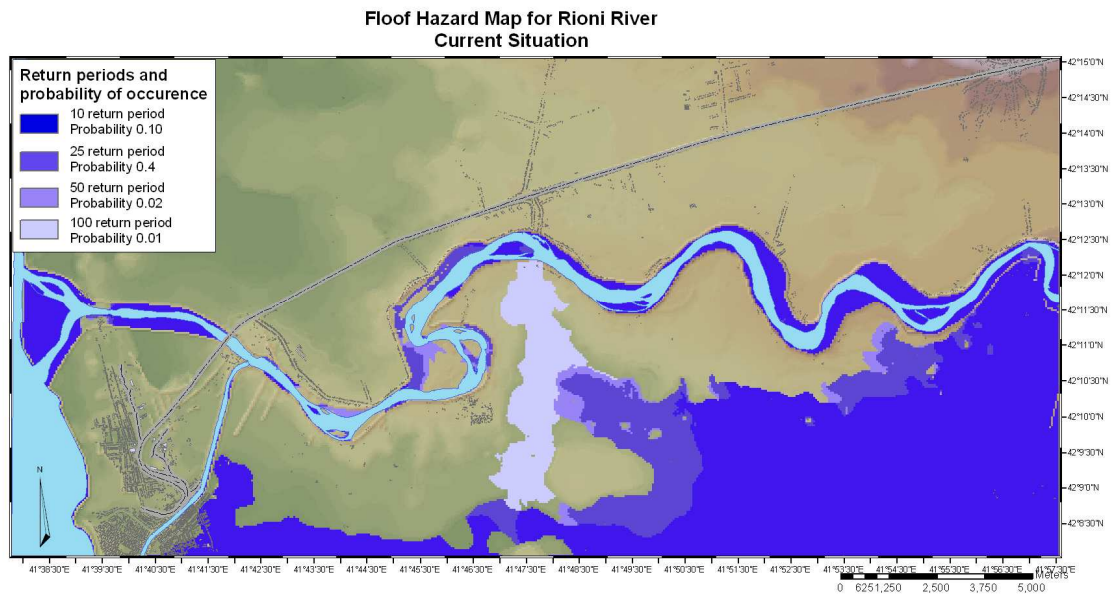 Floof Hazard Map for Rioni River
Current Situation
Return periods and
probability of occurence
10 return period
Probability 0.10
25 return period
Probability 0.4
50 return period
Probability 0.02
100 return period
Probability 0.01
42°15'0"N
42°14'30"N
42°14'0"N
42°13'30"N
42°13'0"N
42°12'30"N
42°12'0"N
42°11'30"N
42°11'0"N
42°10'30"N
42°10'0"N
42°9'30"N
42°9'0"N
42°8'30"N
N
41°38'30"E 41°39'30"E 41°40'30"E 41°41'30"E 41°42'30"E 41°43'30"E 41°44'30"E 41°45'30"E 41°46'30"E 41°47'30"E 41°49'30"E 41°50'30"E 41°51'30"E 41°52'30"E 41°53'30"E 41°54'30"E 41°55'30"E 41°56'30"E 41°57'30"E
Meters
0 625 1,250 2,500 3,750 5,000